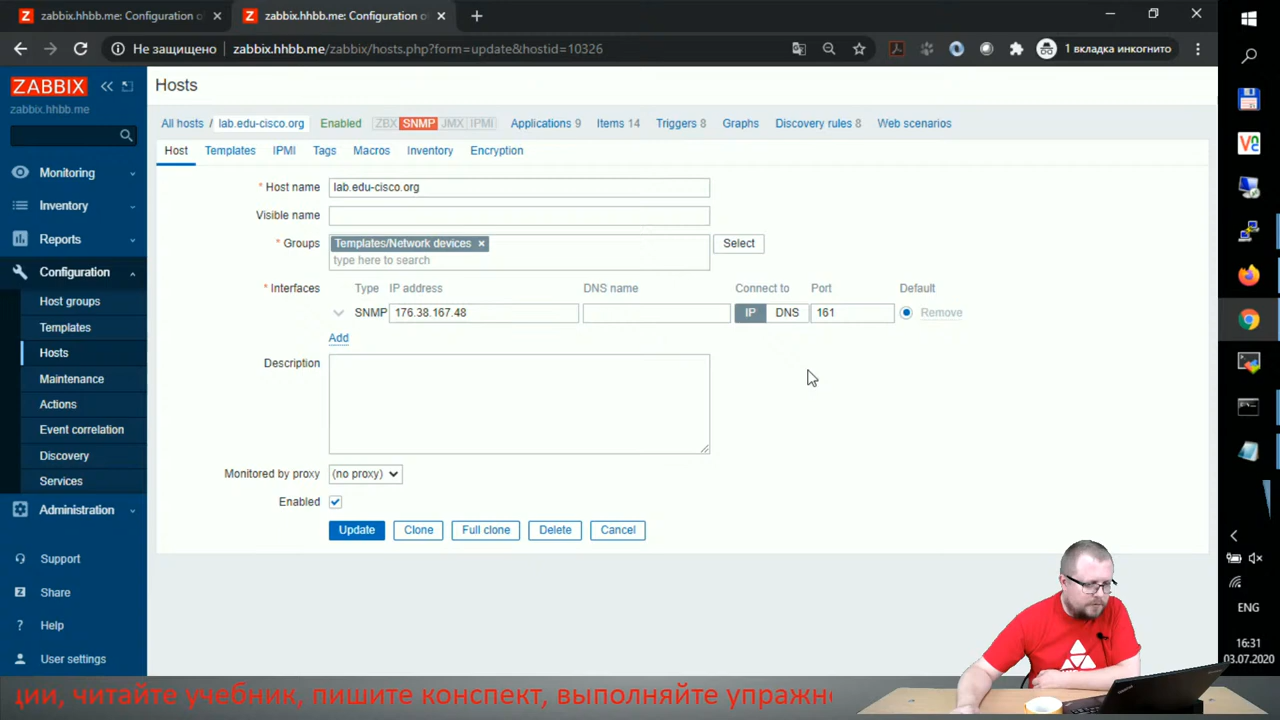 zabbix.hhbb.me: Configuration o
zabbix.hhbb.me: Configuration o
Не защищено
zabbix.hhbb.me/zabbix/hosts.php?form=update&hostid=10326
1 вкладка инкогнито
ZABBIX
zabbix.hhbb.me
Monitoring
Inventory
Reports
Configuration
Host groups
Templates
Hosts
Maintenance
Actions
Event correlation
Discovery
Services
Administration
Support
Share
Help
User settings
Hosts
All hosts / lab.edu-cisco.org Enabled ZBX SNMP JMX IPMI Applications 9 Items 14 Triggers 8 Graphs Discovery rules 8 Web scenarios
Host Templates IPMI Tags Macros Inventory Encryption
* Host name lab.edu-cisco.org
Visible name
* Groups Templates/Network devices × Select
type here to search
* Interfaces Type IP address DNS name Connect to Port Default
SNMP 176.38.167.48 IP DNS 161 Remove
Add
Description
Monitored by proxy (no proxy)
Enabled
Update Clone Full clone Delete Cancel
ENG
16:31
03.07.2020
ции, читайте учебник, пишите конспект, выполняйте упражне